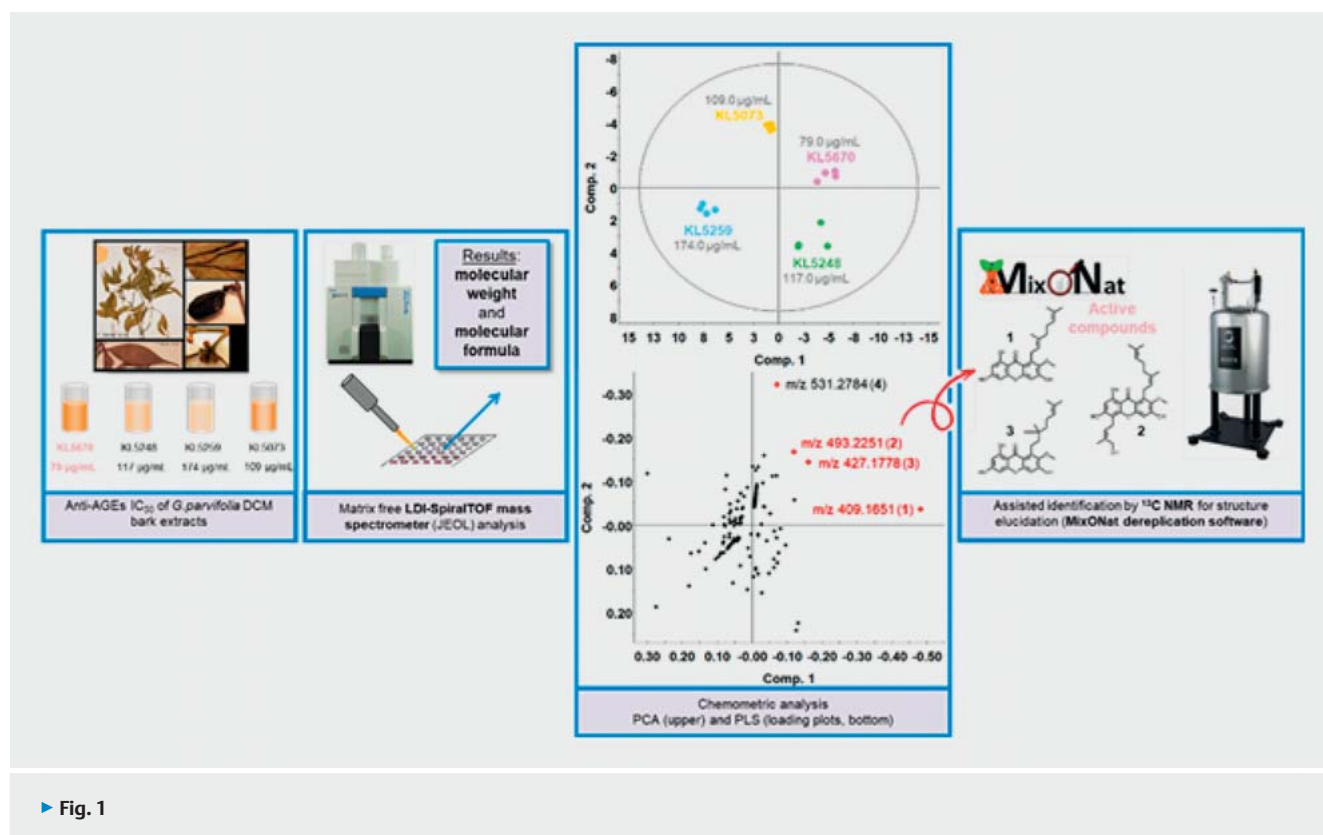 KL5670 KL5248 KL5259 KL5073
79 µg/mL 117 µg/mL 174 µg/mL 109 µg/mL
Anti-AGEs IC50 of G.parvifolia DCM
bark extracts
Results:
molecular
weight
and
molecular
formula
Matrix free LDI-SpiralTOF mass
spectrometer (JEOL) analysis
Comp. 2
-8
-6
-4
-2
0
2
4
6
8
109.0 µg/mL
KL5073
79.0 µg/mL
KL5670
KL5259
174.0 µg/mL
KL5248
117.0 µg/mL
15 13 10 8 5 3 0 -3 -5 -8 -10 -13 -15
Comp. 1
Comp. 2
-0.30
-0.20
-0.10
-0.00
0.10
0.20
m/z 531.2784 (4)
m/z 493.2251 (2)
m/z 427.1778 (3)
m/z 409.1651 (1)
0.30 0.20 0.10 -0.00 -0.10 -0.20 -0.30 -0.40 -0.50
Comp. 1
Chemometric analysis
PCA (upper) and PLS (loading plots, bottom)
MixONat
Active
compounds
1
2
3
Assisted identification by ¹³C NMR for structure
elucidation (MixONat dereplication software)
► Fig. 1